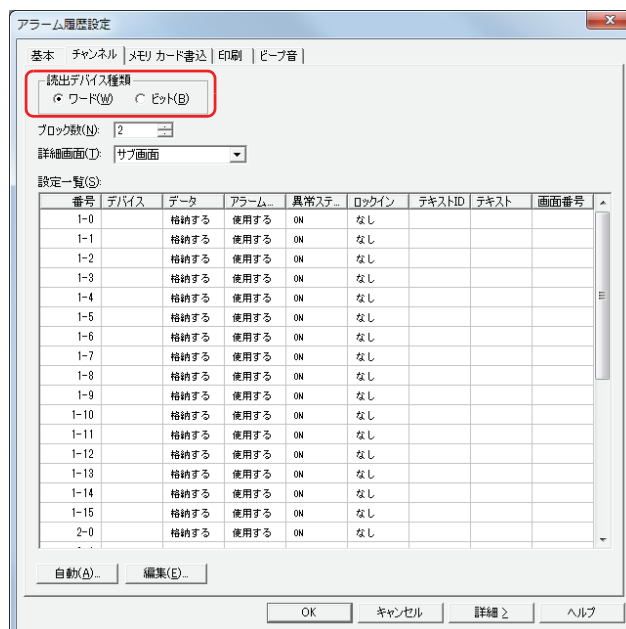 アラーム履歴設定
基本 チャンネル メモリ カード書込 印刷 ビープ音
読出デバイス種類
ワード(W) ビット(B)
ブロック数(N): 2
詳細画面(T): サブ画面
設定一覧(S):
番号 デバイス データ アラーム... 異常ステ... ロックイン テキストID テキスト 画面番号
1-0 格納する 使用する ON なし
1-1 格納する 使用する ON なし
1-2 格納する 使用する ON なし
1-3 格納する 使用する ON なし
1-4 格納する 使用する ON なし
1-5 格納する 使用する ON なし
1-6 格納する 使用する ON なし
1-7 格納する 使用する ON なし
1-8 格納する 使用する ON なし
1-9 格納する 使用する ON なし
1-10 格納する 使用する ON なし
1-11 格納する 使用する ON なし
1-12 格納する 使用する ON なし
1-13 格納する 使用する ON なし
1-14 格納する 使用する ON なし
1-15 格納する 使用する ON なし
2-0 格納する 使用する ON なし
自動(A)... 編集(E)...
OK キャンセル 詳細 ≥ ヘルプ